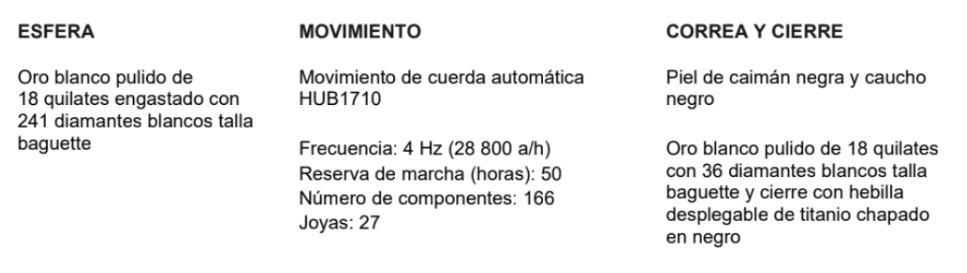 ESFERA
Oro blanco pulido de
18 quilates engastado con
241 diamantes blancos talla
baguette
MOVIMIENTO
Movimiento de cuerda automática
HUB1710
Frecuencia: 4 Hz (28 800 a/h)
Reserva de marcha (horas): 50
Número de componentes: 166
Joyas: 27
CORREA Y CIERRE
Piel de caimán negra y caucho
negro
Oro blanco pulido de 18 quilates
con 36 diamantes blancos talla
baguette y cierre con hebilla
desplegable de titanio chapado
en negro